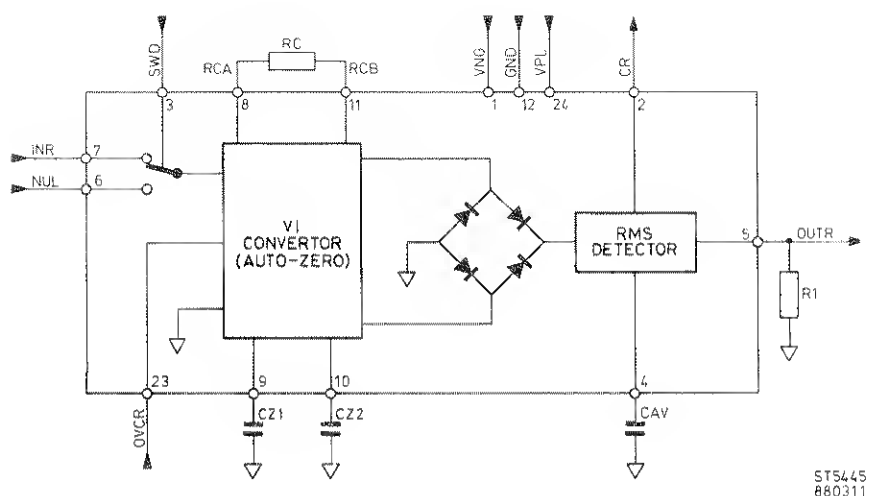 SWD
RCA
RC
RCB
VNG
GND
VPL
CR
3
8
11
1
12
24
2
INR
7
NUL
6
VI
CONVERTOR
(AUTO-ZERO)
RMS
DETECTOR
5
OUTR
R1
23
9
10
4
OVCR
CZ1
CZ2
CAV
ST5445
880311